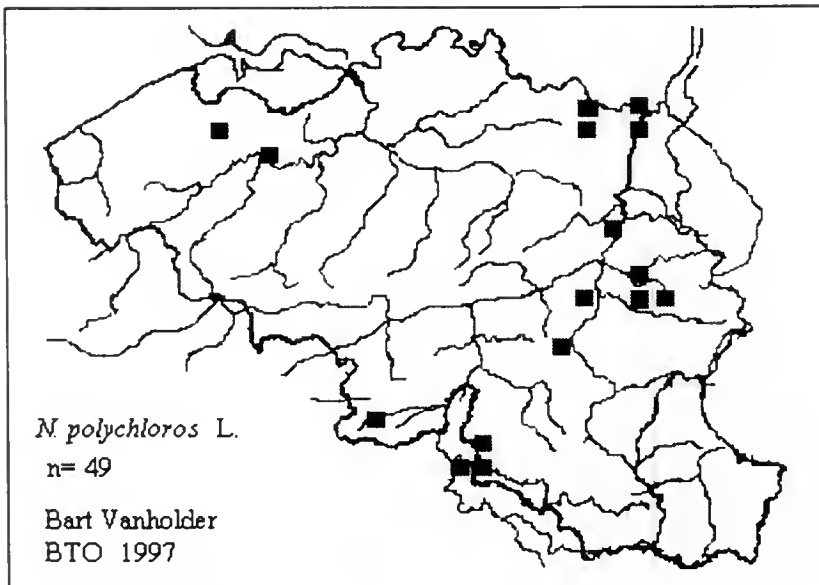 N. polychloros L.
n= 49
Bart Vanholder
BTO 1997